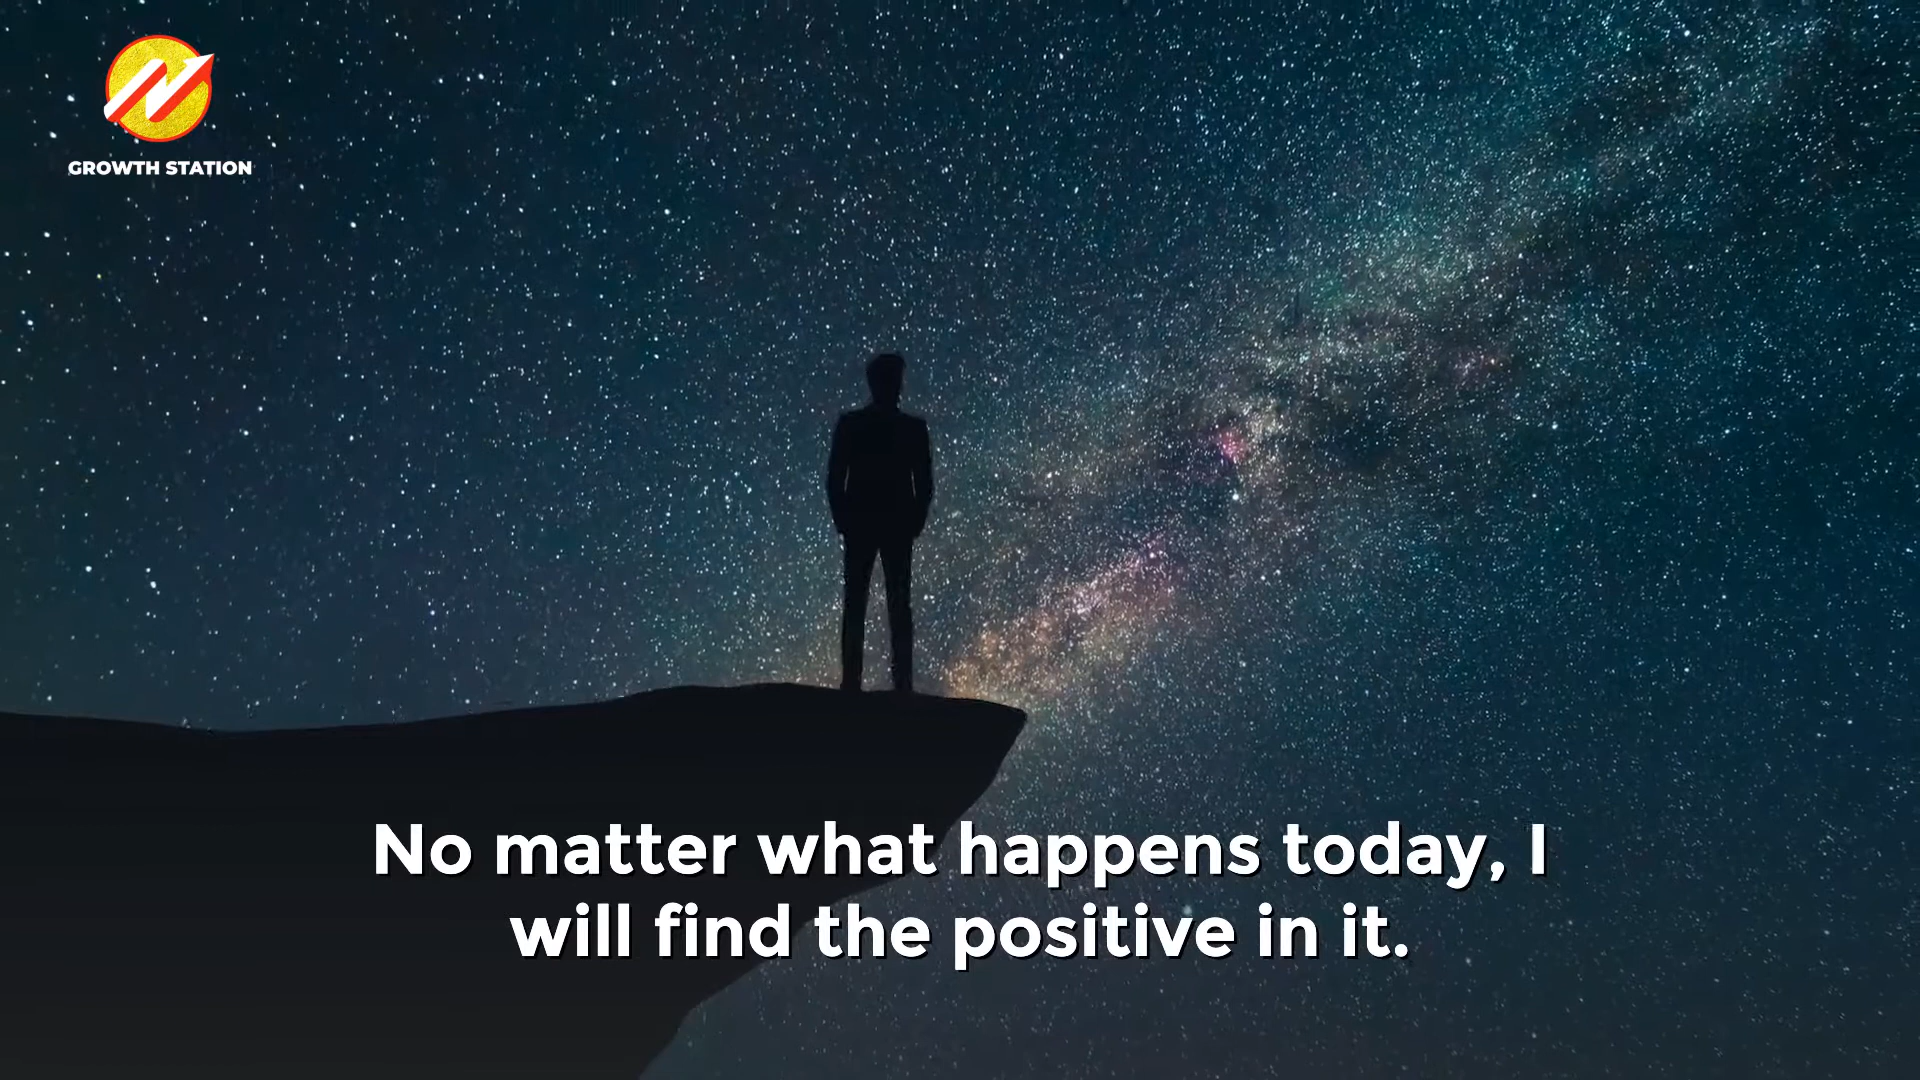 GROWTH STATION
No matter what happens today, I
will find the positive in it.